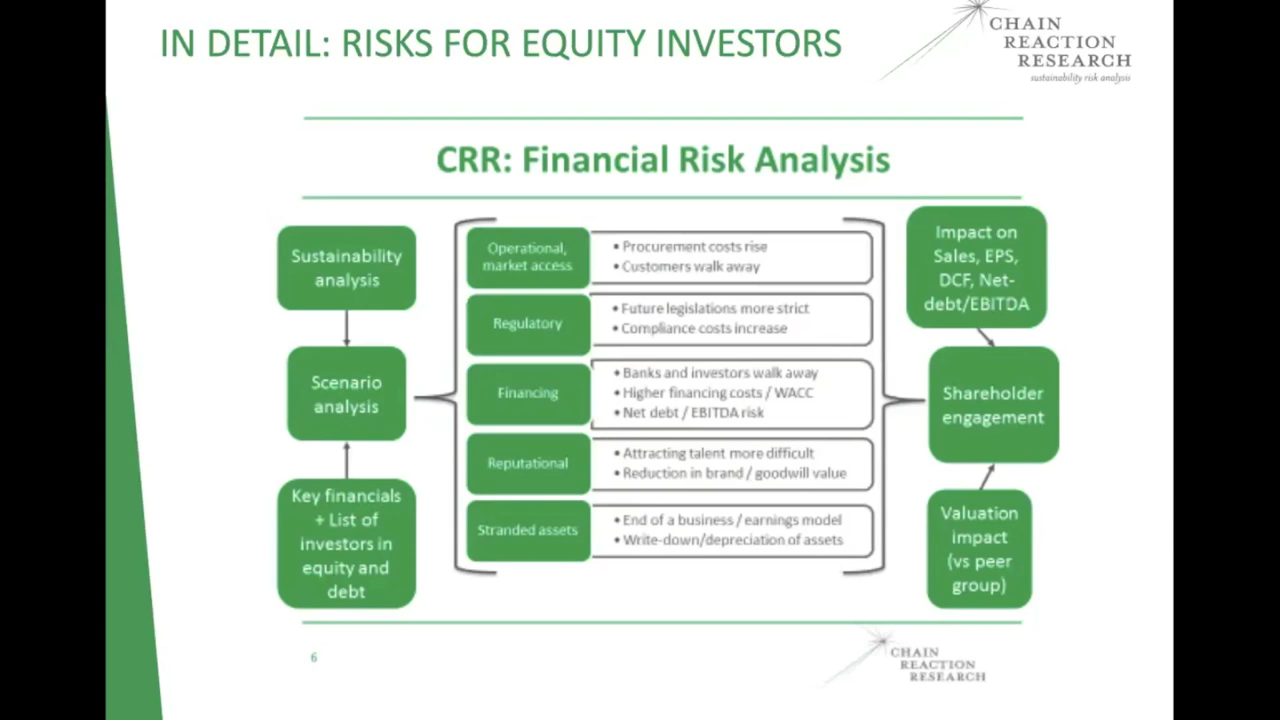 IN DETAIL: RISKS FOR EQUITY INVESTORS
CHAIN
REACTION
RESEARCH
sustainability risk analysis
CRR: Financial Risk Analysis
Sustainability
analysis
Scenario
analysis
Key financials
+ List of
investors in
equity and
debt
Operational,
market access
• Procurement costs rise
• Customers walk away
Regulatory
• Future legislations more strict
• Compliance costs increase
Financing
• Banks and investors walk away
• Higher financing costs / WACC
• Net debt / EBITDA risk
Reputational
• Attracting talent more difficult
• Reduction in brand / goodwill value
Stranded assets
• End of a business / earnings model
• Write-down/depreciation of assets
Impact on
Sales, EPS,
DCF, Net-
debt/EBITDA
Shareholder
engagement
Valuation
impact
(vs peer
group)
6
CHAIN
REACTION
RESEARCH